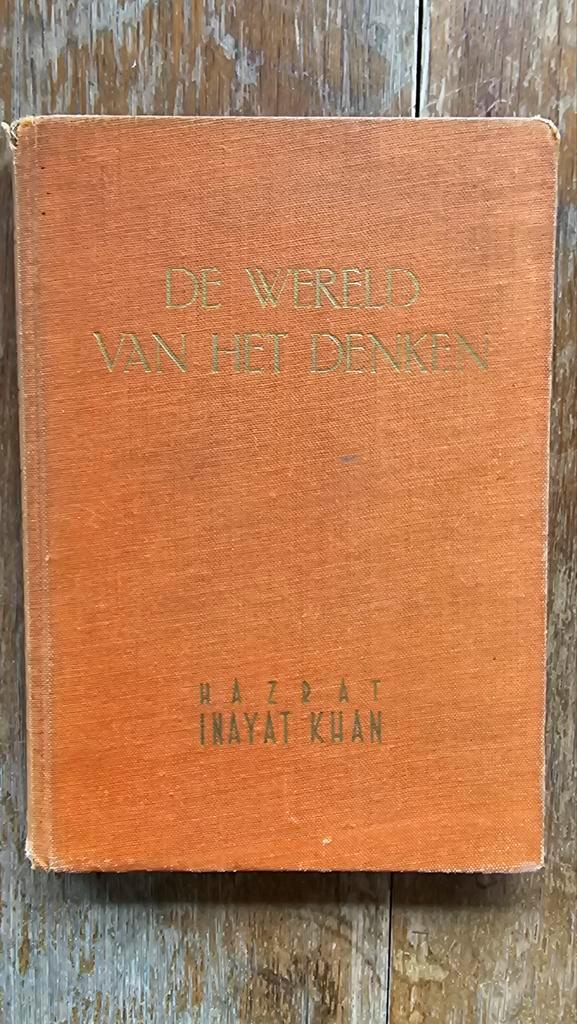 DE WERELD
VAN HET DENKEN
HAZRAT
INAYAT KHAN